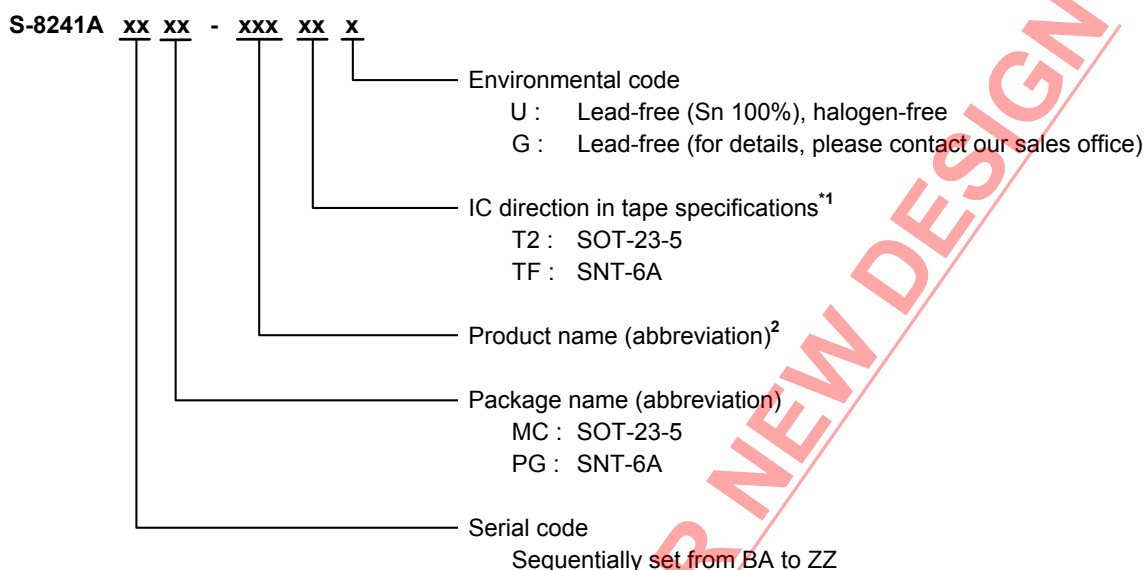 S-8241A xx xx - xxx xx x
Environmental code
U : Lead-free (Sn 100%), halogen-free
G : Lead-free (for details, please contact our sales office)
IC direction in tape specifications*1
T2 : SOT-23-5
TF : SNT-6A
Product name (abbreviation)2
Package name (abbreviation)
MC : SOT-23-5
PG : SNT-6A
Serial code
Sequentially set from BA to ZZ
R NEW DESIGN